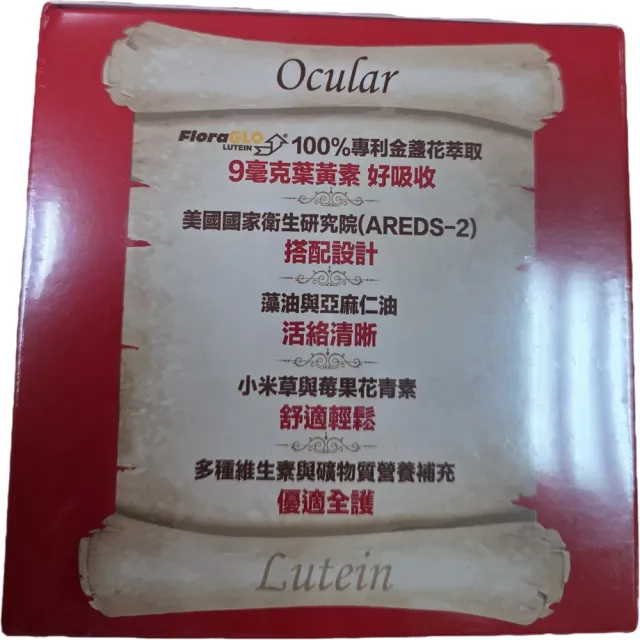 Ocular
FloraGLO LUTEIN ® 100%專利金盞花萃取
9毫克葉黃素 好吸收
美國國家衛生研究院(AREDS-2)
搭配設計
藻油與亞麻仁油
活絡清晰
小米草與莓果花青素
舒適輕鬆
多種維生素與礦物質營養補充
優適全護
Lutein